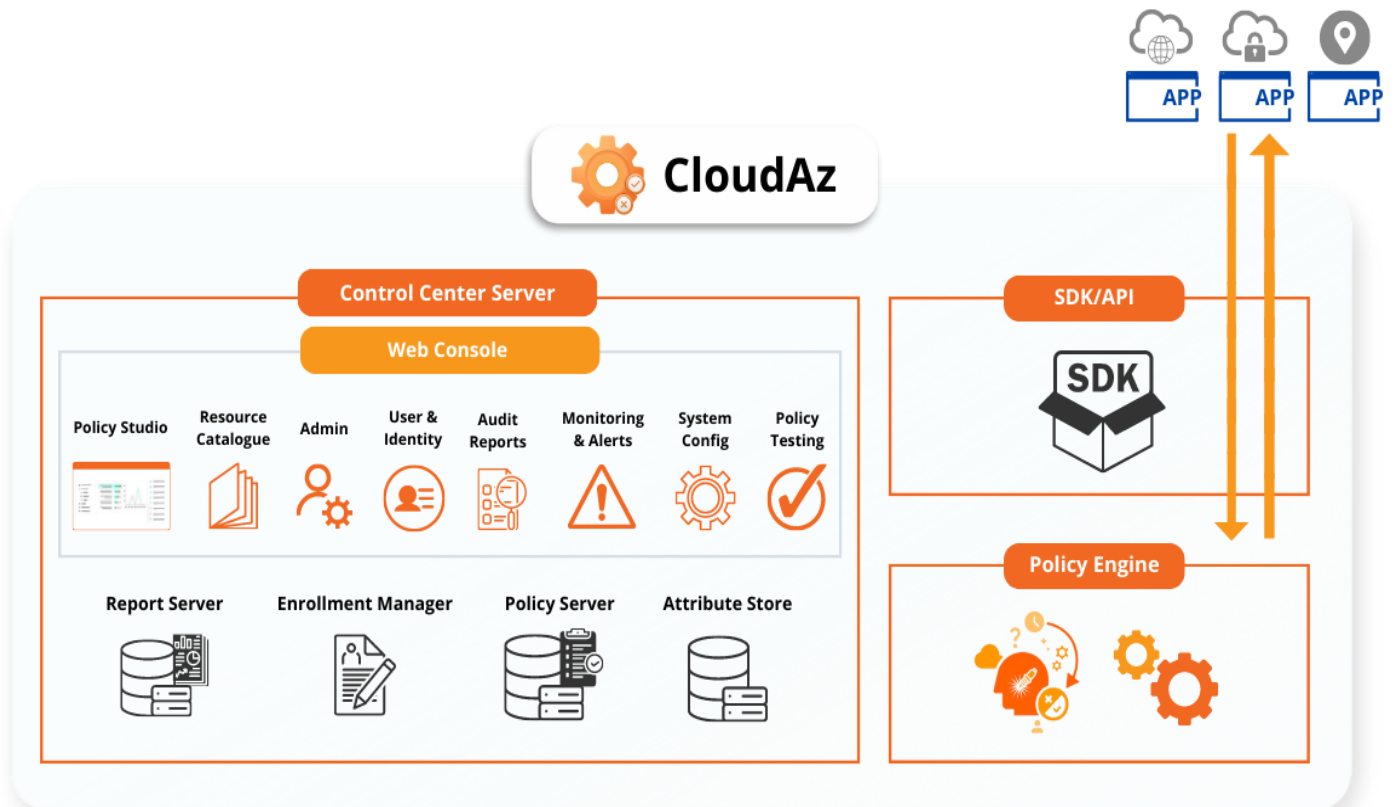 APP
APP
APP
CloudAz
Control Center Server
SDK/API
Web Console
SDK
Policy Studio
Resource
Catalogue
Admin
User &
Identity
Audit
Reports
Monitoring
& Alerts
System
Config
Policy
Testing
Policy Engine
Report Server
Enrollment Manager
Policy Server
Attribute Store
?